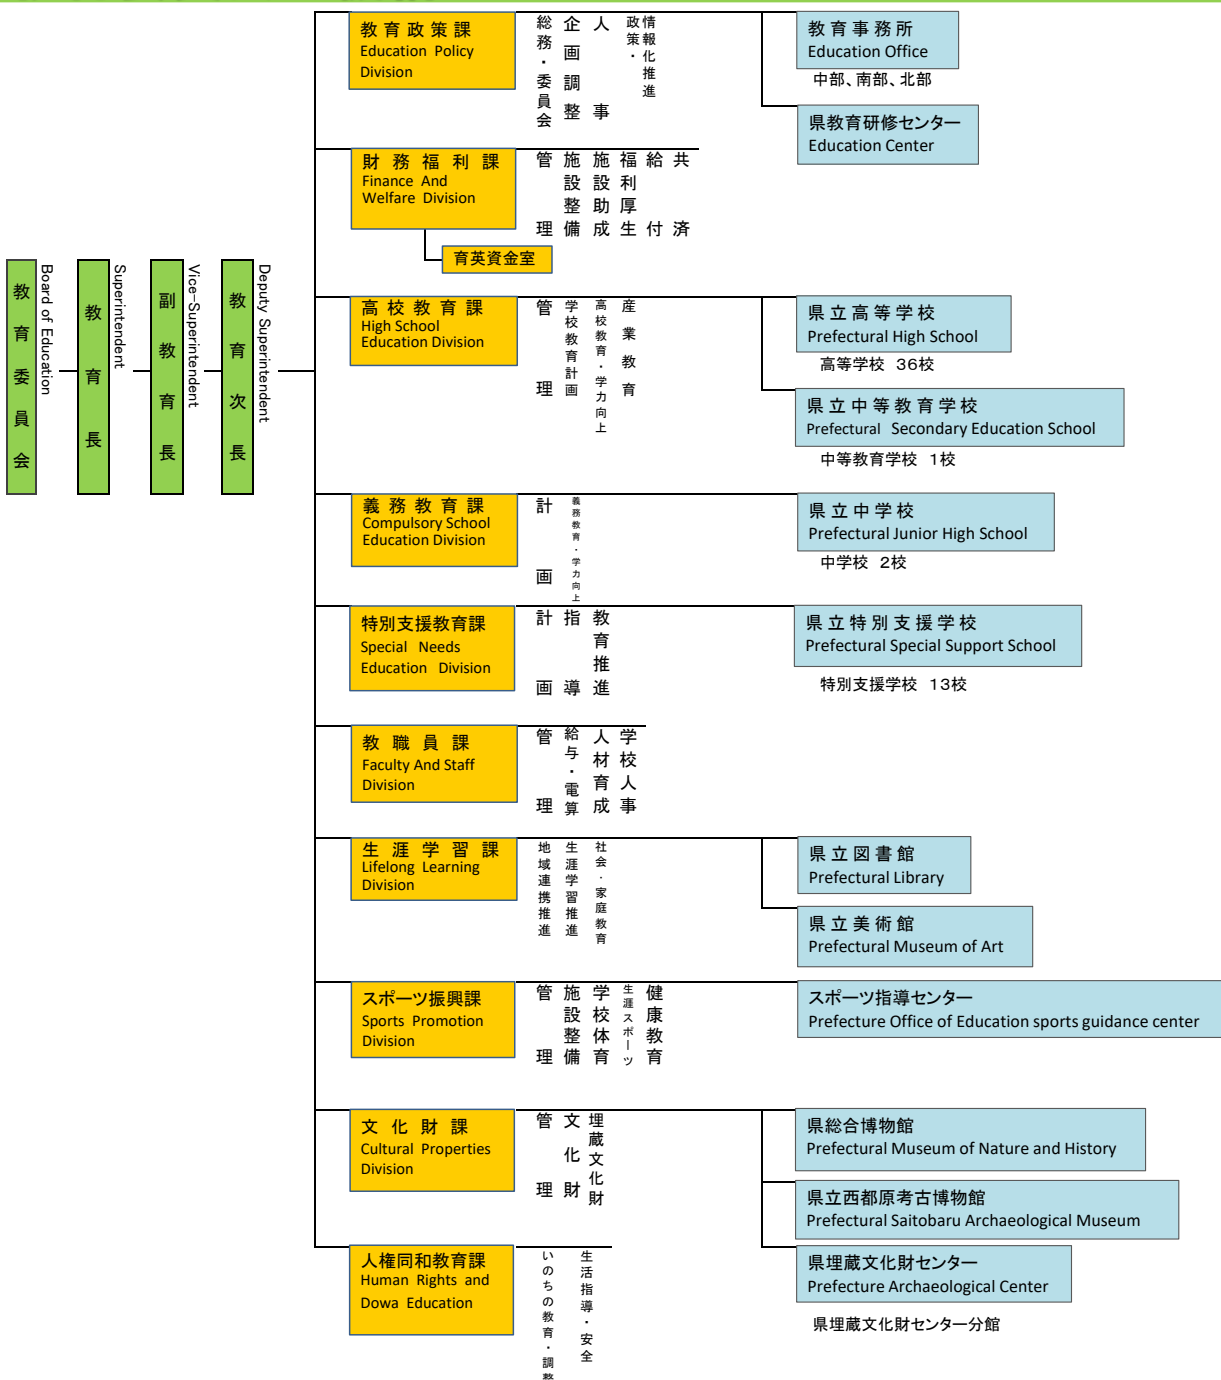 教育委員会
Board of Education
教育長
Superintendent
副教育長
Vice-Superintendent
教育次長
Deputy Superintendent
教育政策課
Education Policy
Division
総務・委員会
企画調整
人事
政策・
情報化推進
教育事務所
Education Office
中部、南部、北部
県教育研修センター
Education Center
財務福利課
Finance And
Welfare Division
管理
施設整備
施設助成
福利厚生
給付
共済
育英資金室
高校教育課
High School
Education Division
管理
学校教育計画
高校教育・学力向上
産業教育
県立高等学校
Prefectural High School
高等学校 36校
県立中等教育学校
Prefectural Secondary Education School
中等教育学校 1校
義務教育課
Compulsory School
Education Division
計画
義務教育・学力向上
県立中学校
Prefectural Junior High School
中学校 2校
特別支援教育課
Special Needs
Education Division
計画
指導
教育推進
県立特別支援学校
Prefectural Special Support School
特別支援学校 13校
教職員課
Faculty And Staff
Division
管理
給与・電算
人材育成
学校人事
生涯学習課
Lifelong Learning
Division
地域連携推進
生涯学習推進
社会・家庭教育
県立図書館
Prefectural Library
県立美術館
Prefectural Museum of Art
スポーツ振興課
Sports Promotion
Division
管理
施設整備
学校体育
生涯スポーツ
健康教育
スポーツ指導センター
Prefecture Office of Education sports guidance center
文化財課
Cultural Properties
Division
管理
文化財
埋蔵文化財
県総合博物館
Prefectural Museum of Nature and History
県立西都原考古博物館
Prefectural Saitobaru Archaeological Museum
県埋蔵文化財センター
Prefecture Archaeological Center
県埋蔵文化財センター分館
人権同和教育課
Human Rights and
Dowa Education
いのちの教育・調整
生活指導・安全